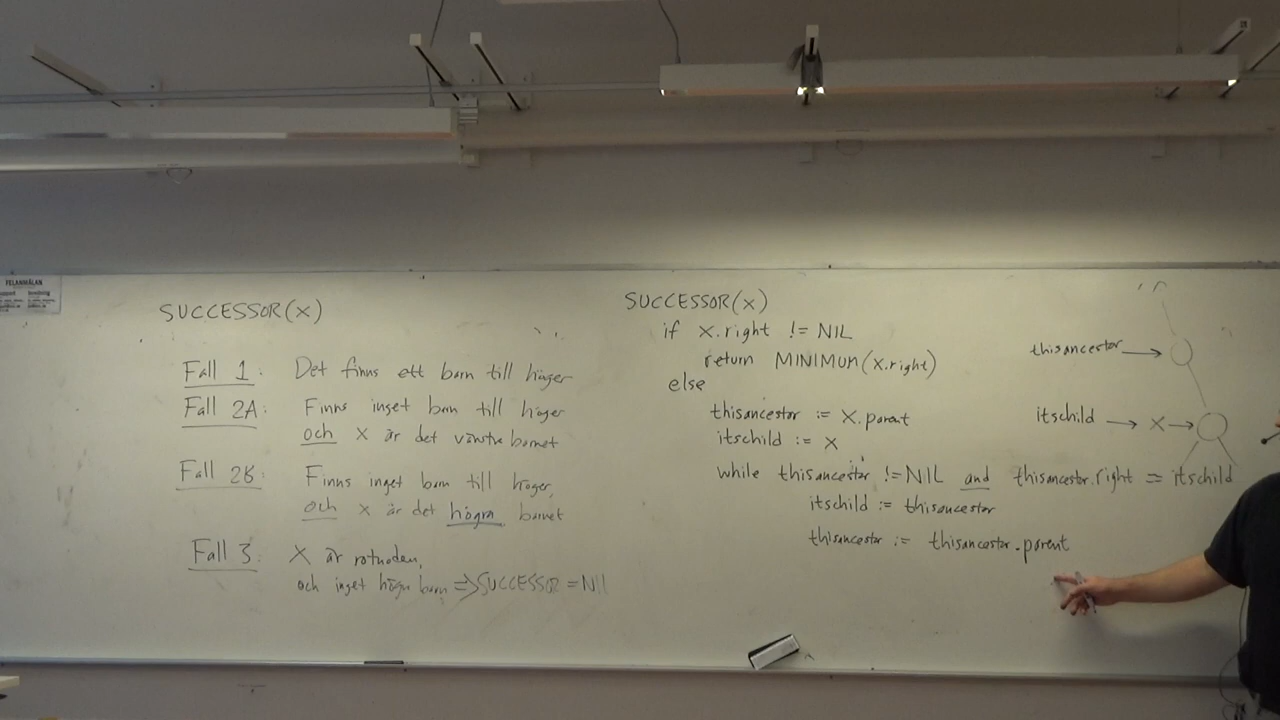 FELANMÄLAN
SUCCESSOR(x)
Fall 1: Det finns ett barn till höger
Fall 2A: Finns inget barn till höger
och x är det vänstra barnet
Fall 2B: Finns inget barn till höger,
och x är det högra barnet
Fall 3: X är rotnoden,
och inget högra barn => SUCCESSOR = NIL
SUCCESSOR(x)
if x.right != NIL
return MINIMUM(x.right)
else
thisancestor := x.parent
itschild := x
while thisancestor != NIL and thisancestor.right == itschild
itschild := thisancestor
thisancestor := thisancestor.parent
thisancestor
itschild → x →